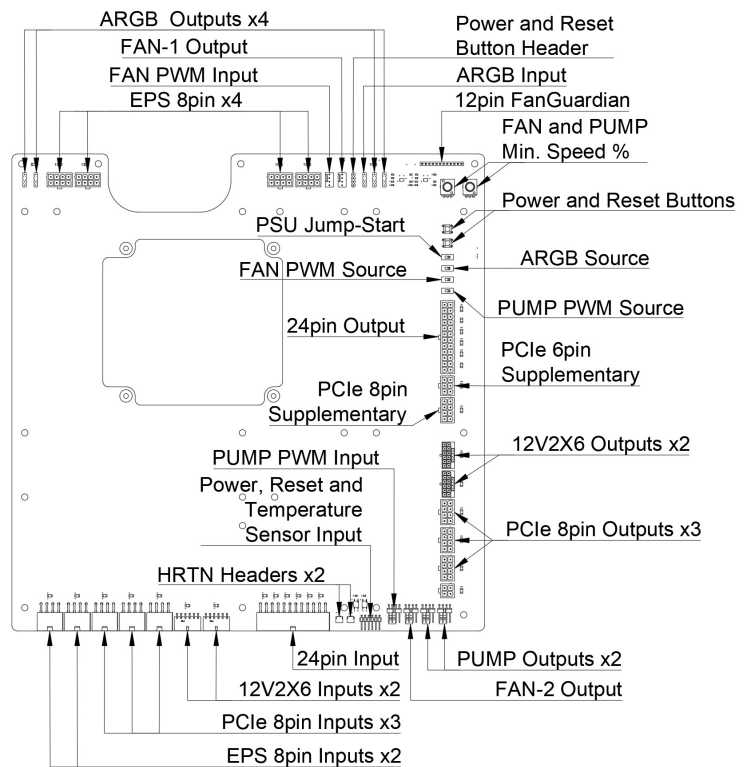 ARGB Outputs x4
FAN-1 Output
FAN PWM Input
EPS 8pin x4
Power and Reset
Button Header
ARGB Input
12pin FanGuardian
FAN and PUMP
Min. Speed %
Power and Reset Buttons
PSU Jump-Start
ARGB Source
FAN PWM Source
PUMP PWM Source
24pin Output
PCIe 6pin
Supplementary
PCIe 8pin
Supplementary
12V2X6 Outputs x2
PUMP PWM Input
Power, Reset and
Temperature
Sensor Input
PCIe 8pin Outputs x3
HRTN Headers x2
24pin Input
PUMP Outputs x2
12V2X6 Inputs x2
FAN-2 Output
PCIe 8pin Inputs x3
EPS 8pin Inputs x2